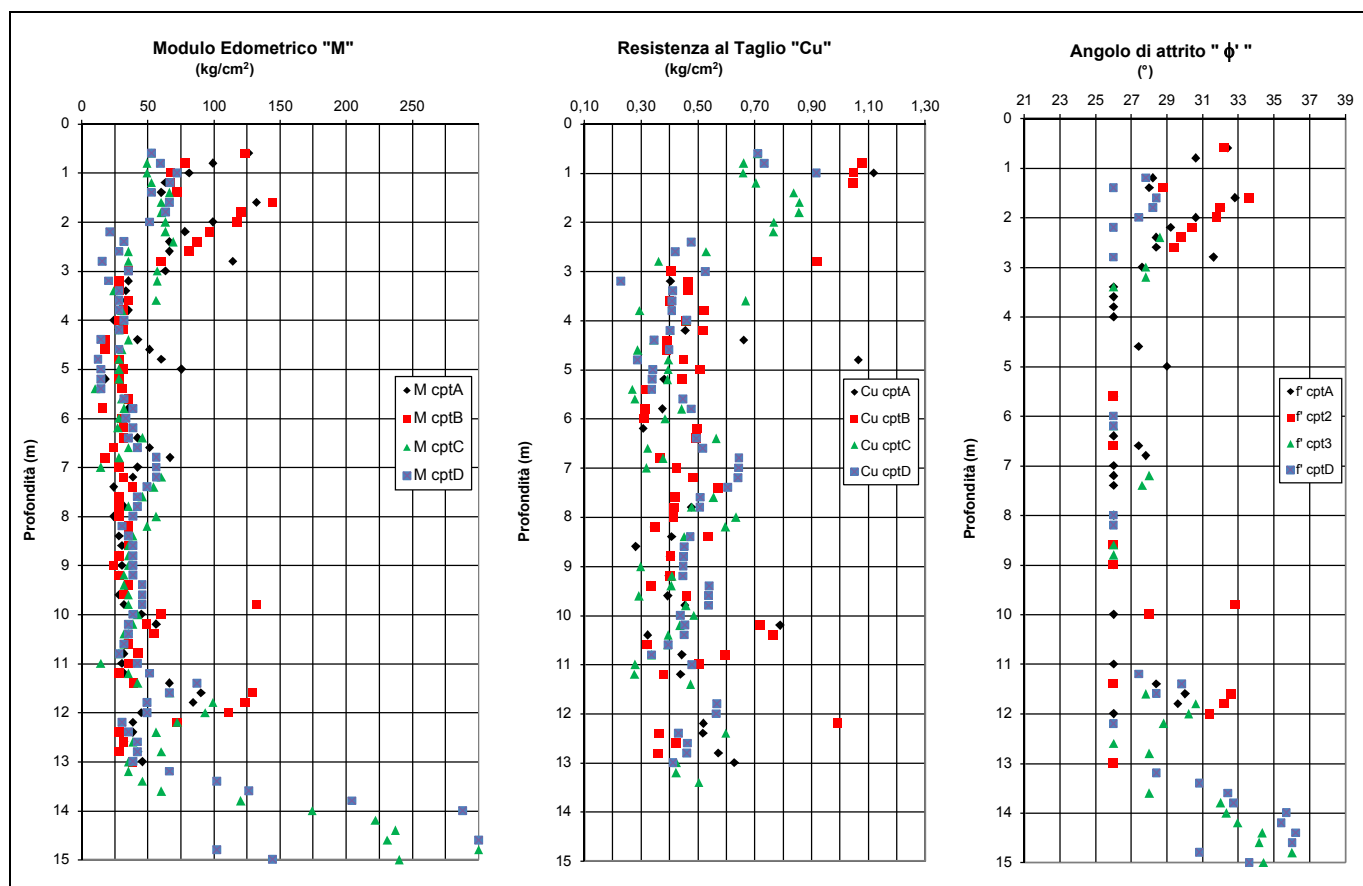 Modulo Edometrico "M"
(kg/cm²)
0 50 100 150 200 250
0
1
2
3
4
5
6
7
8
9
10
11
12
13
14
15
Profondità (m)
M cptA
M cptB
M cptC
M cptD
Resistenza al Taglio "Cu"
(kg/cm²)
0,10 0,30 0,50 0,70 0,90 1,10 1,30
0
1
2
3
4
5
6
7
8
9
10
11
12
13
14
15
Profondità (m)
Cu cptA
Cu cptB
Cu cptC
Cu cptD
Angolo di attrito " ϕ' "
(°)
21 23 25 27 29 31 33 35 37 39
0
1
2
3
4
5
6
7
8
9
10
11
12
13
14
15
Profondità (m)
f' cptA
f' cpt2
f' cpt3
f' cptD